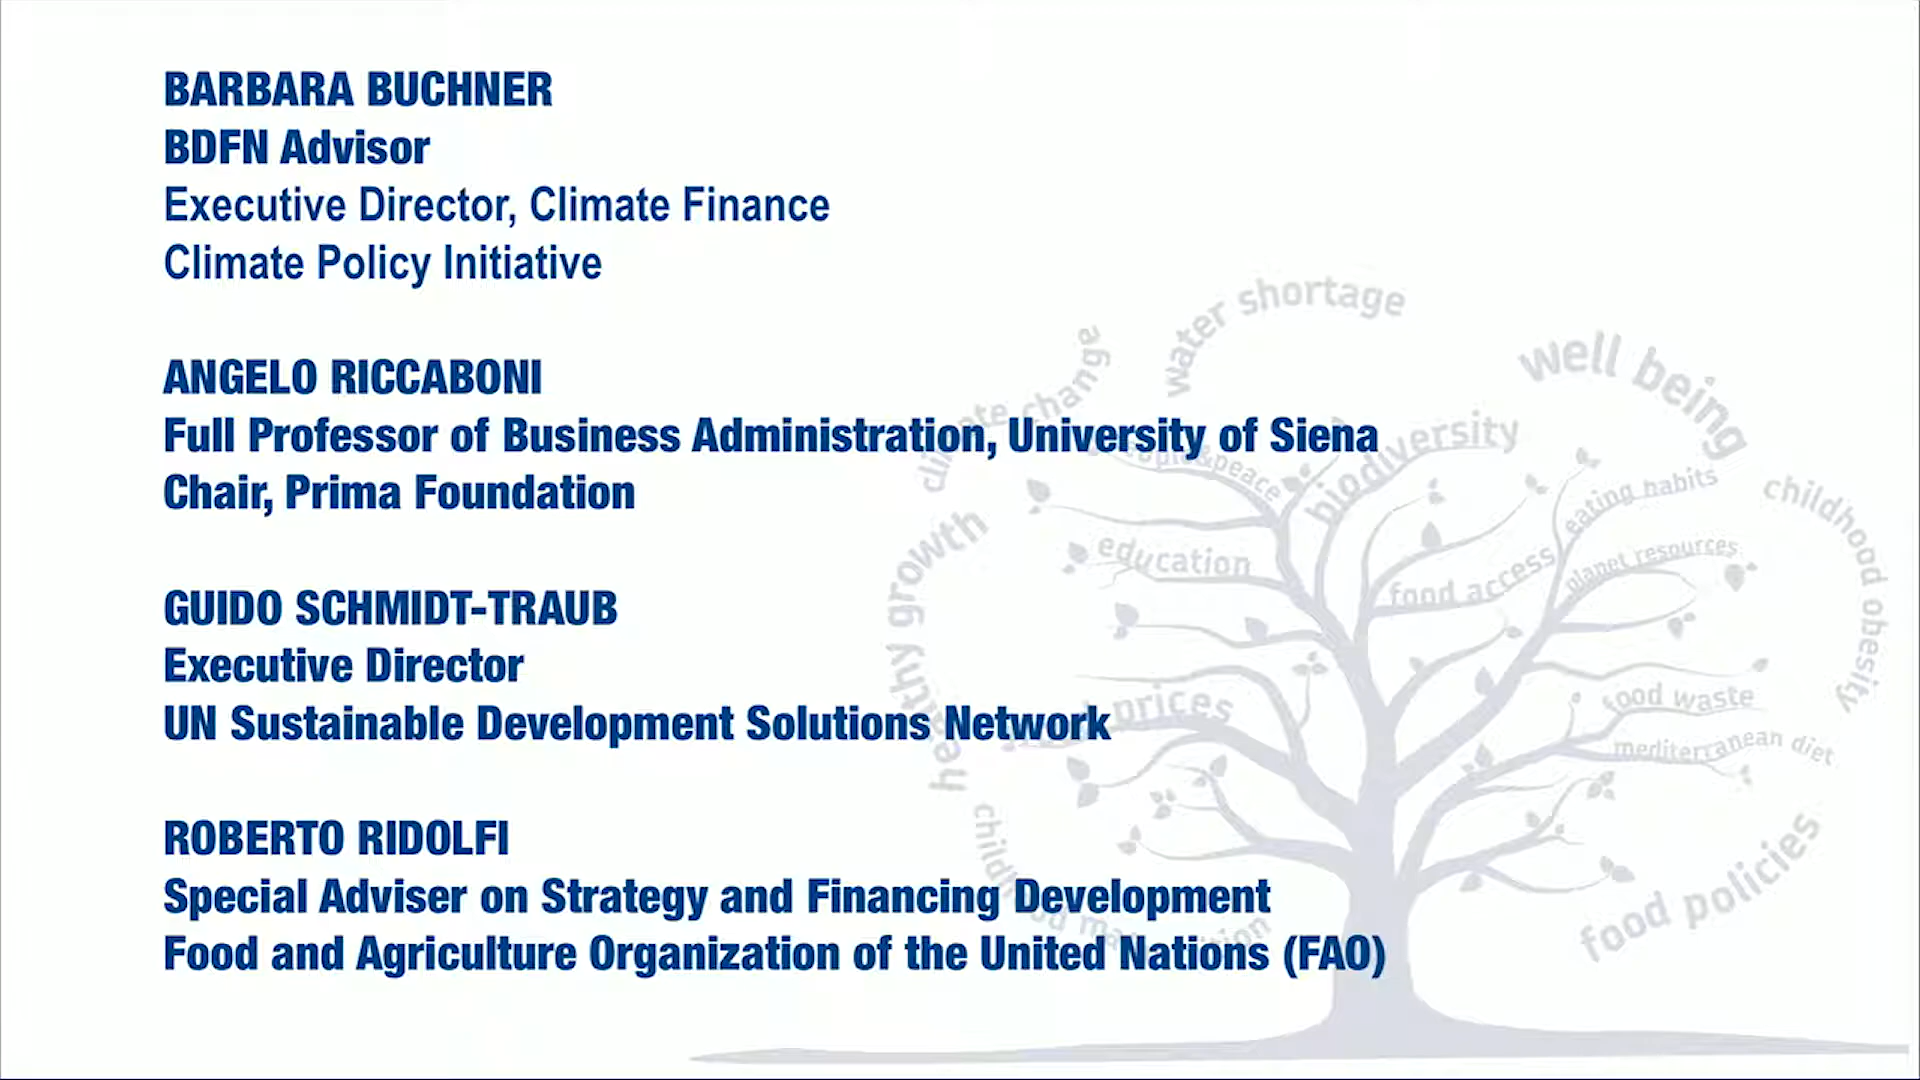 BARBARA BUCHNER
BDFN Advisor
Executive Director, Climate Finance
Climate Policy Initiative
ANGELO RICCABONI
Full Professor of Business Administration, University of Siena
Chair, Prima Foundation
GUIDO SCHMIDT-TRAUB
Executive Director
UN Sustainable Development Solutions Network
ROBERTO RIDOLFI
Special Adviser on Strategy and Financing Development
Food and Agriculture Organization of the United Nations (FAO)
water shortage
well being
change
biodiversity
eating habits
childhood obesity
education
food access
planet resources
healthy growth
prices
food waste
mediterranean diet
food policies